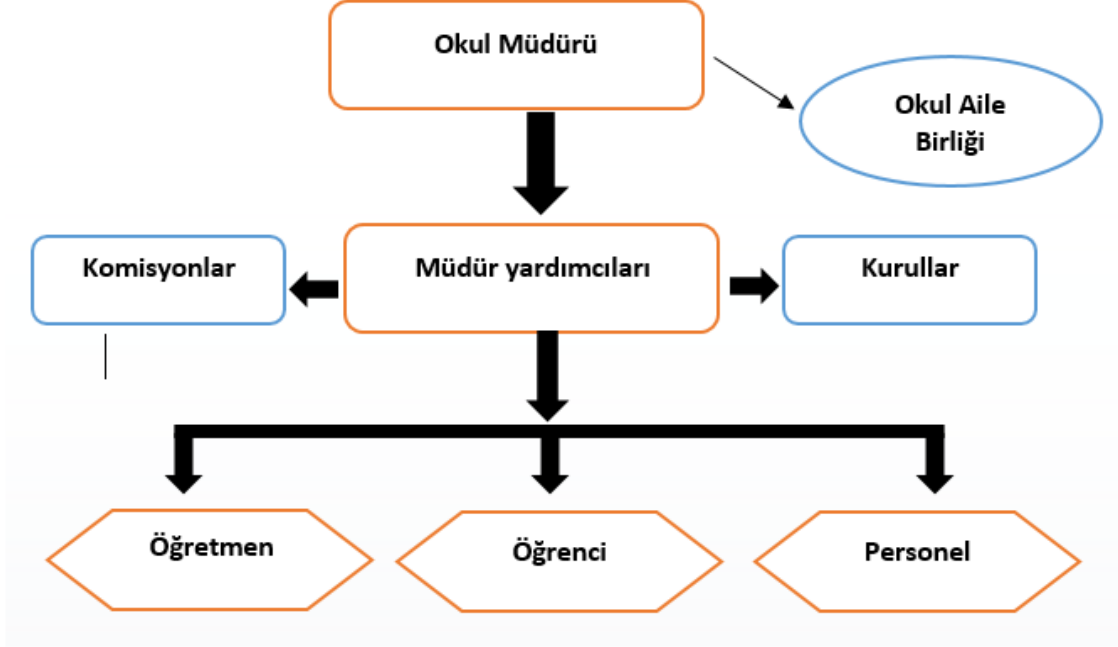 Okul Müdürü
Okul Aile
Birliği
Komisyonlar
Müdür yardımcıları
Kurullar
Öğretmen
Öğrenci
Personel